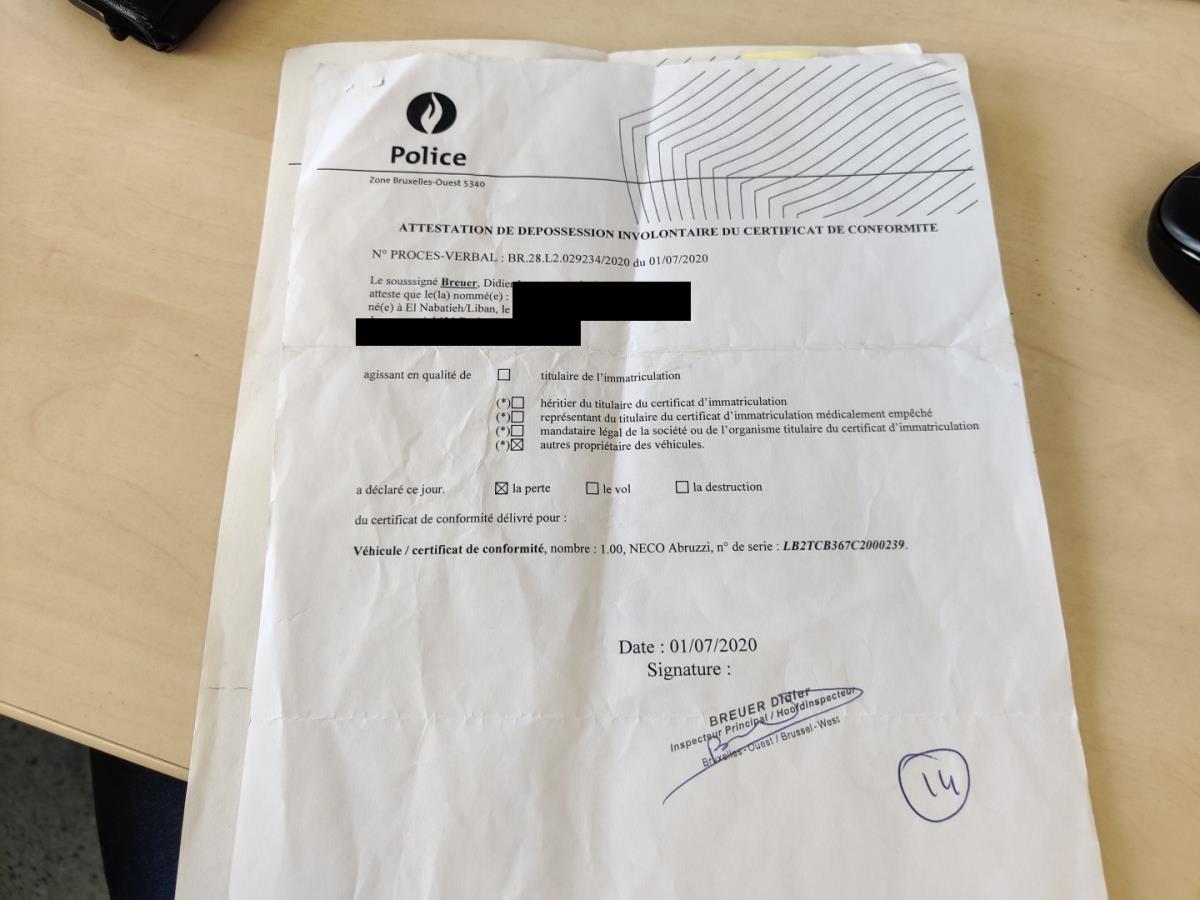 Police
Zone Bruxelles-Ouest 5340
ATTESTATION DE DEPOSSESSION INVOLONTAIRE DU CERTIFICAT DE CONFORMITE
N° PROCES-VERBAL : BR.28.L2.029234/2020 du 01/07/2020
Le sousssigné Breuer, Didier
atteste que le(la) nommé(e) :
né(e) à El Nabatieh/Liban, le
agissant en qualité de ☐ titulaire de l'immatriculation
(*)☐ héritier du titulaire du certificat d'immatriculation
(*)☐ représentant du titulaire du certificat d'immatriculation médicalement empêché
(*)☐ mandataire légal de la société ou de l'organisme titulaire du certificat d'immatriculation
(*)☒ autres propriétaire des véhicules.
a déclaré ce jour. ☒ la perte ☐ le vol ☐ la destruction
du certificat de conformité délivré pour :
Véhicule / certificat de conformité, nombre : 1.00, NECO Abruzzi, n° de serie : LB2TCB367C2000239.
Date : 01/07/2020
Signature :
BREUER Didier
Inspecteur Principal / Hoofdinspecteur
Bruxelles-Ouest / Brussel-West
14